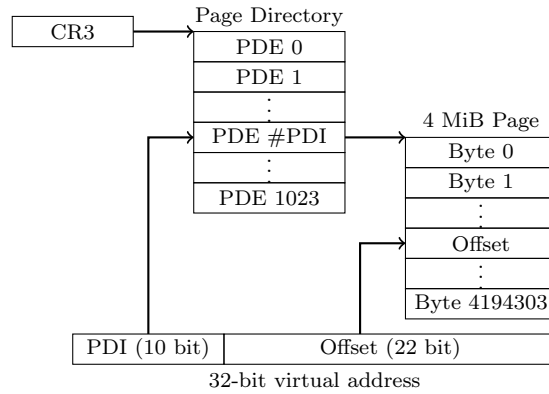 Page Directory
CR3
PDE 0
PDE 1
⋮
PDE #PDI
⋮
PDE 1023
4 MiB Page
Byte 0
Byte 1
⋮
Offset
⋮
Byte 4194303
PDI (10 bit)
Offset (22 bit)
32-bit virtual address